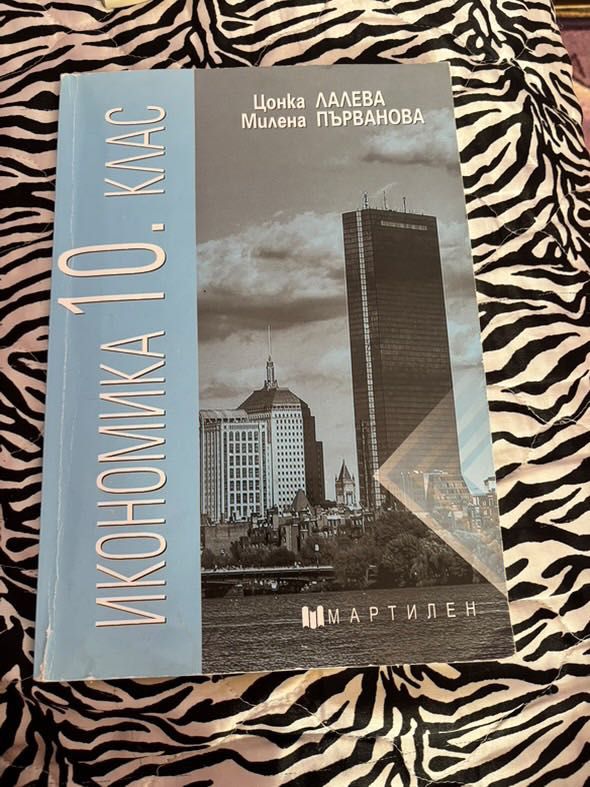 Цонка ЛАЛЕВА
Милена ПЪРВАНОВА
ИКОНОМИКА 10. КЛАС
МАРТИЛЕН